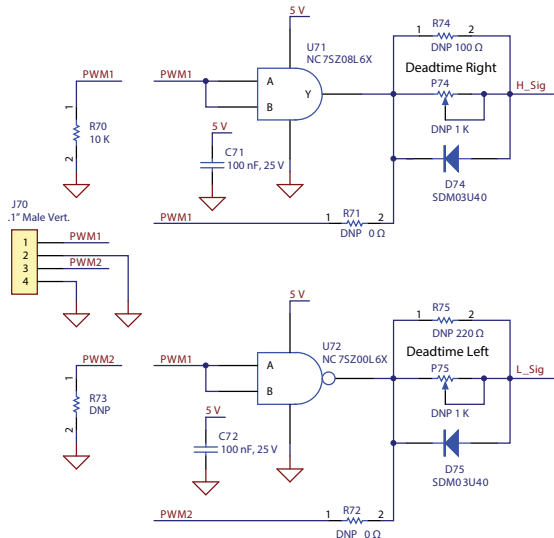 5 V
U71
NC7SZ08L6X
R74
1 2
DNP 100 Ω
Deadtime Right
P74
H_Sig
DNP 1 K
D74
SDM03U40
PWM1
PWM1
A
B
Y
1
R70
10 K
2
5 V
C71
100 nF, 25 V
J70
.1" Male Vert.
1
2
3
4
PWM1
PWM2
PWM1
R71
1 2
DNP 0 Ω
5 V
U72
NC7SZ00L6X
R75
1 2
DNP 220 Ω
Deadtime Left
P75
L_Sig
DNP 1 K
D75
SDM03U40
PWM2
PWM1
A
B
1
R73
DNP
2
5 V
C72
100 nF, 25 V
PWM2
R72
1 2
DNP 0 Ω